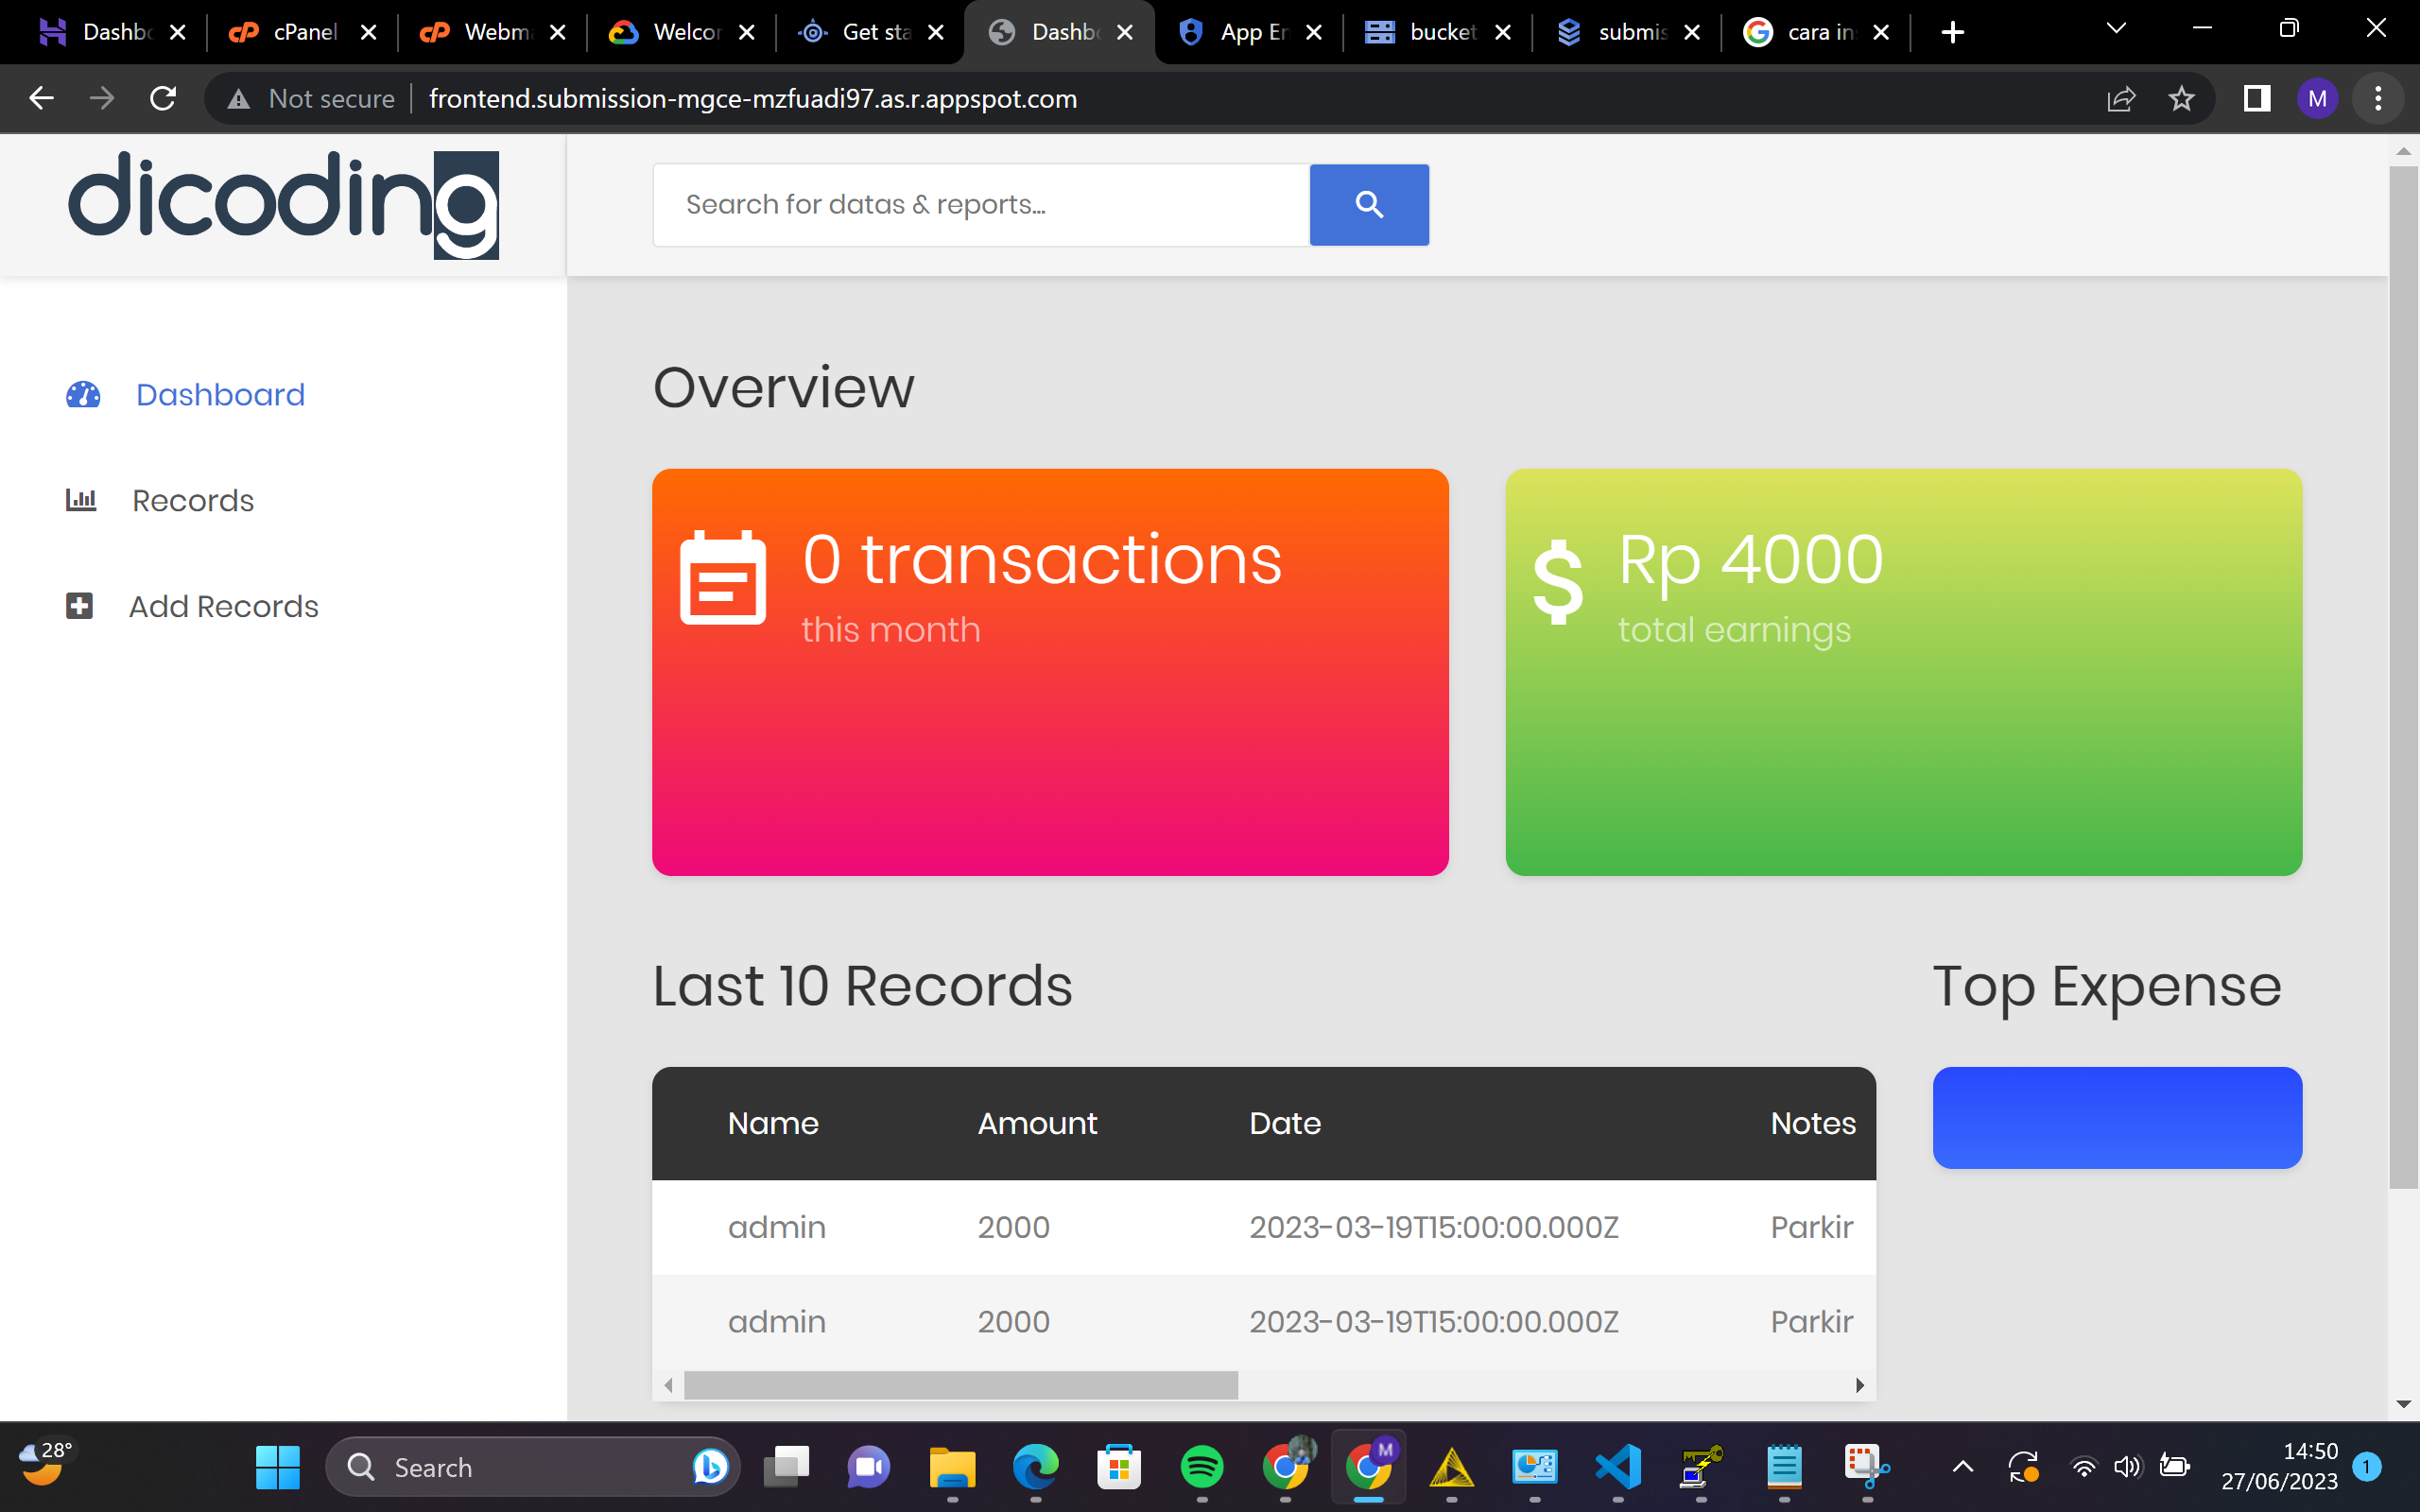 Dashbo cPanel Webma Welcor Get sta Dashbo App En bucket submis cara in
Not secure frontend.submission-mgce-mzfuadi97.as.r.appspot.com M
dicoding
Search for datas & reports...
Dashboard
Records
Add Records
Overview
0 transactions
this month
Rp 4000
total earnings
Last 10 Records
Top Expense
Name Amount Date Notes
admin 2000 2023-03-19T15:00:00.000Z Parkir
admin 2000 2023-03-19T15:00:00.000Z Parkir
28°
Search
M
14:50
27/06/2023
1